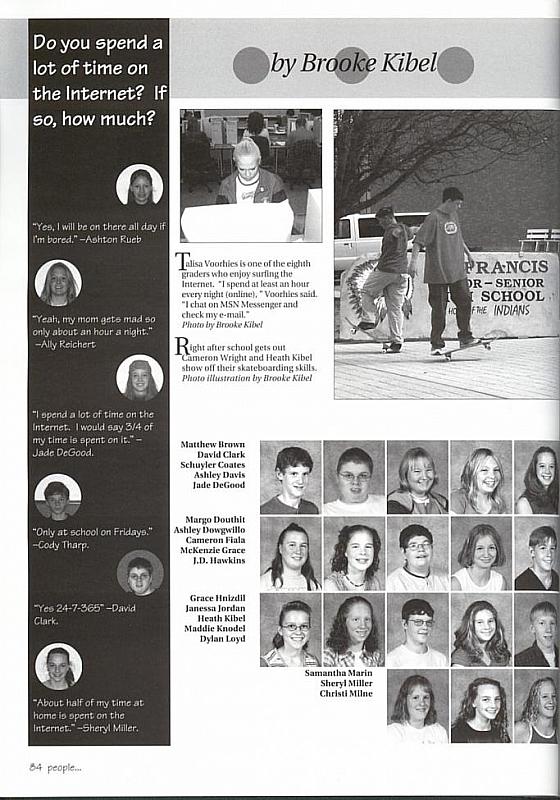 Do you spend a
lot of time on
the Internet? If
so, how much?
"Yes, I will be on there all day if
I'm bored." –Ashton Rueb
"Yeah, my mom gets mad so
only about an hour a night."
–Ally Reichert
"I spend a lot of time on the
Internet. I would say 3/4 of
my time is spent on it." –
Jade DeGood.
"Only at school on Fridays."
–Cody Tharp.
"Yes 24-7-365" –David
Clark.
"About half of my time at
home is spent on the
Internet." –Sheryl Miller.
by Brooke Kibel
Talisa Voorhies is one of the eighth
graders who enjoy surfing the
Internet. "I spend at least an hour
every night (online), " Voorhies said.
"I chat on MSN Messenger and
check my e-mail."
Photo by Brooke Kibel
Right after school gets out
Cameron Wright and Heath Kibel
show off their skateboarding skills.
Photo illustration by Brooke Kibel
FRANCIS
OR – SENIOR
SCHOOL
INDIANS
Matthew Brown
David Clark
Schuyler Coates
Ashley Davis
Jade DeGood
Margo Douthit
Ashley Dowgwillo
Cameron Fiala
McKenzie Grace
J.D. Hawkins
Grace Hnizdil
Janessa Jordan
Heath Kibel
Maddie Knodel
Dylan Loyd
Samantha Marin
Sheryl Miller
Christi Milne
84 people...